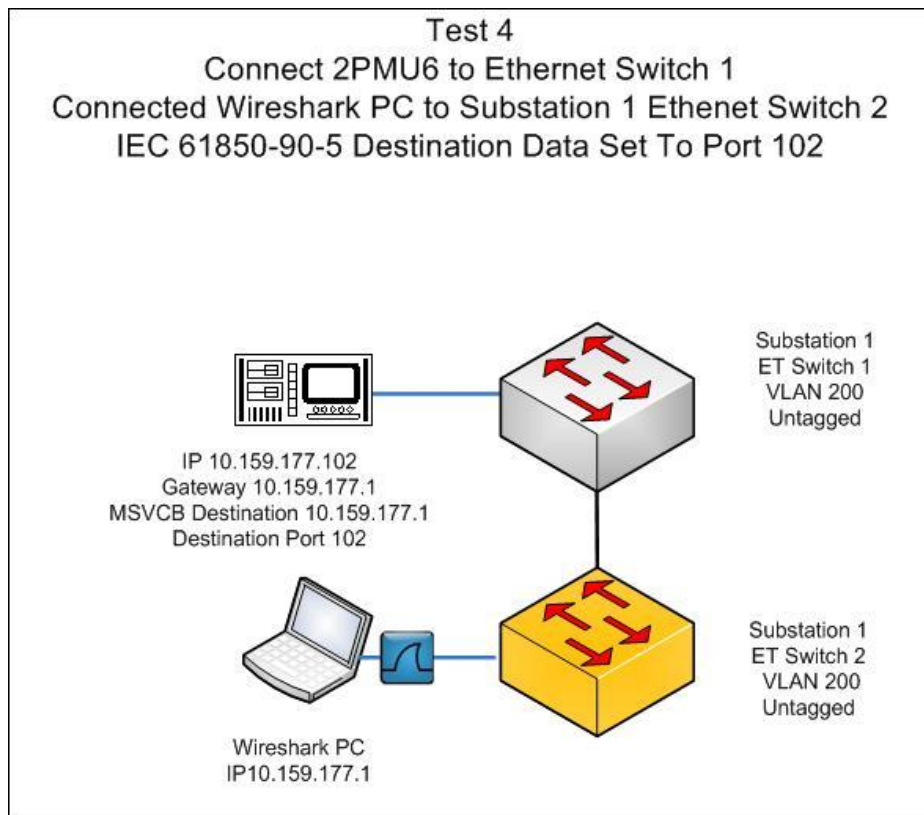 Test 4
Connect 2PMU6 to Ethernet Switch 1
Connected Wireshark PC to Substation 1 Ethenet Switch 2
IEC 61850-90-5 Destination Data Set To Port 102
Substation 1
ET Switch 1
VLAN 200
Untagged
IP 10.159.177.102
Gateway 10.159.177.1
MSVCB Destination 10.159.177.1
Destination Port 102
Substation 1
ET Switch 2
VLAN 200
Untagged
Wireshark PC
IP10.159.177.1